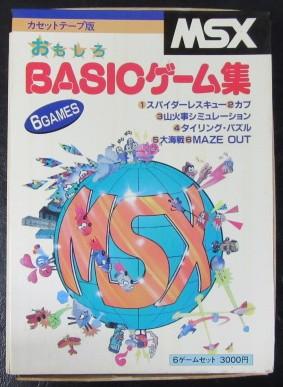 カセットテープ版
MSX
おもしろ
BASICゲーム集
6GAMES
1スパイダーレスキュー2カブ
3山火事シミュレーション
4タイリング・パズル
5大海戦6MAZE OUT
MSX
6ゲームセット 3000円